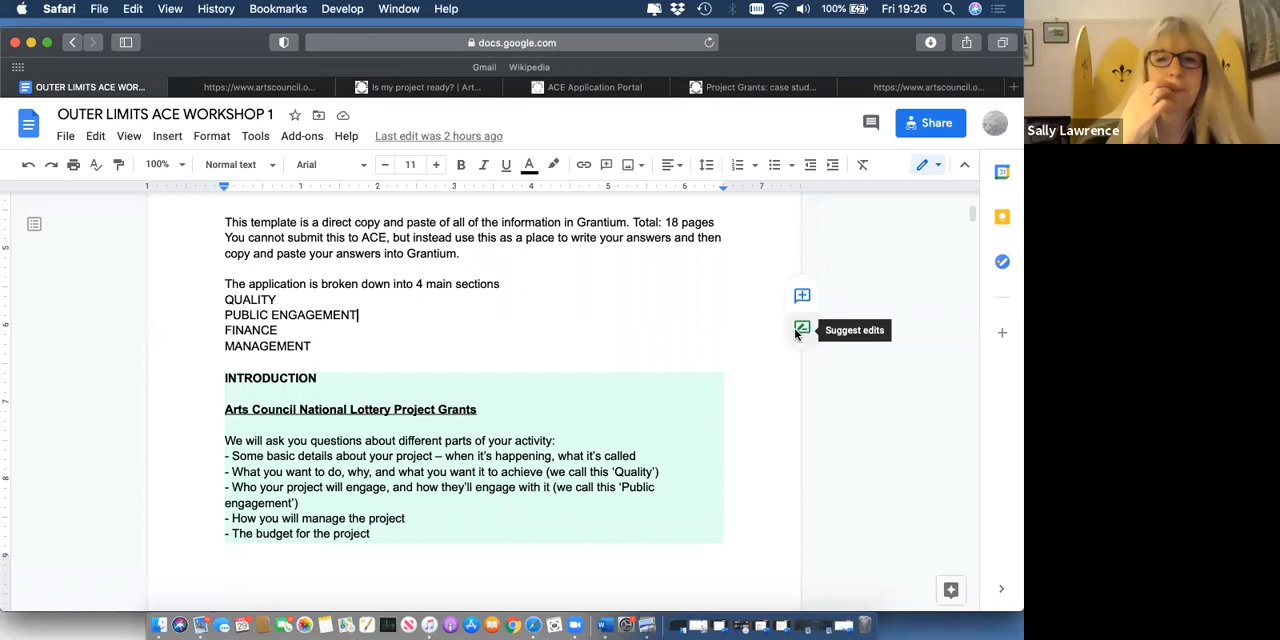 Safari File Edit View History Bookmarks Develop Window Help 100% Fri 19:26
docs.google.com
Gmail Wikipedia
OUTER LIMITS ACE WOR... https://www.artscouncil.o... Is my project ready? | Art... ACE Application Portal Project Grants: case stud... https://www.artscouncil.o...
OUTER LIMITS ACE WORKSHOP 1
File Edit View Insert Format Tools Add-ons Help Last edit was 2 hours ago
Share
Sally Lawrence
100% Normal text Arial 11 B I U A
1 1 2 3 4 5 6 7
This template is a direct copy and paste of all of the information in Grantium. Total: 18 pages
You cannot submit this to ACE, but instead use this as a place to write your answers and then
copy and paste your answers into Grantium.
The application is broken down into 4 main sections
QUALITY
PUBLIC ENGAGEMENT
FINANCE
MANAGEMENT
Suggest edits
INTRODUCTION
Arts Council National Lottery Project Grants
We will ask you questions about different parts of your activity:
- Some basic details about your project – when it's happening, what it's called
- What you want to do, why, and what you want it to achieve (we call this ‘Quality’)
- Who your project will engage, and how they'll engage with it (we call this ‘Public
engagement’)
- How you will manage the project
- The budget for the project